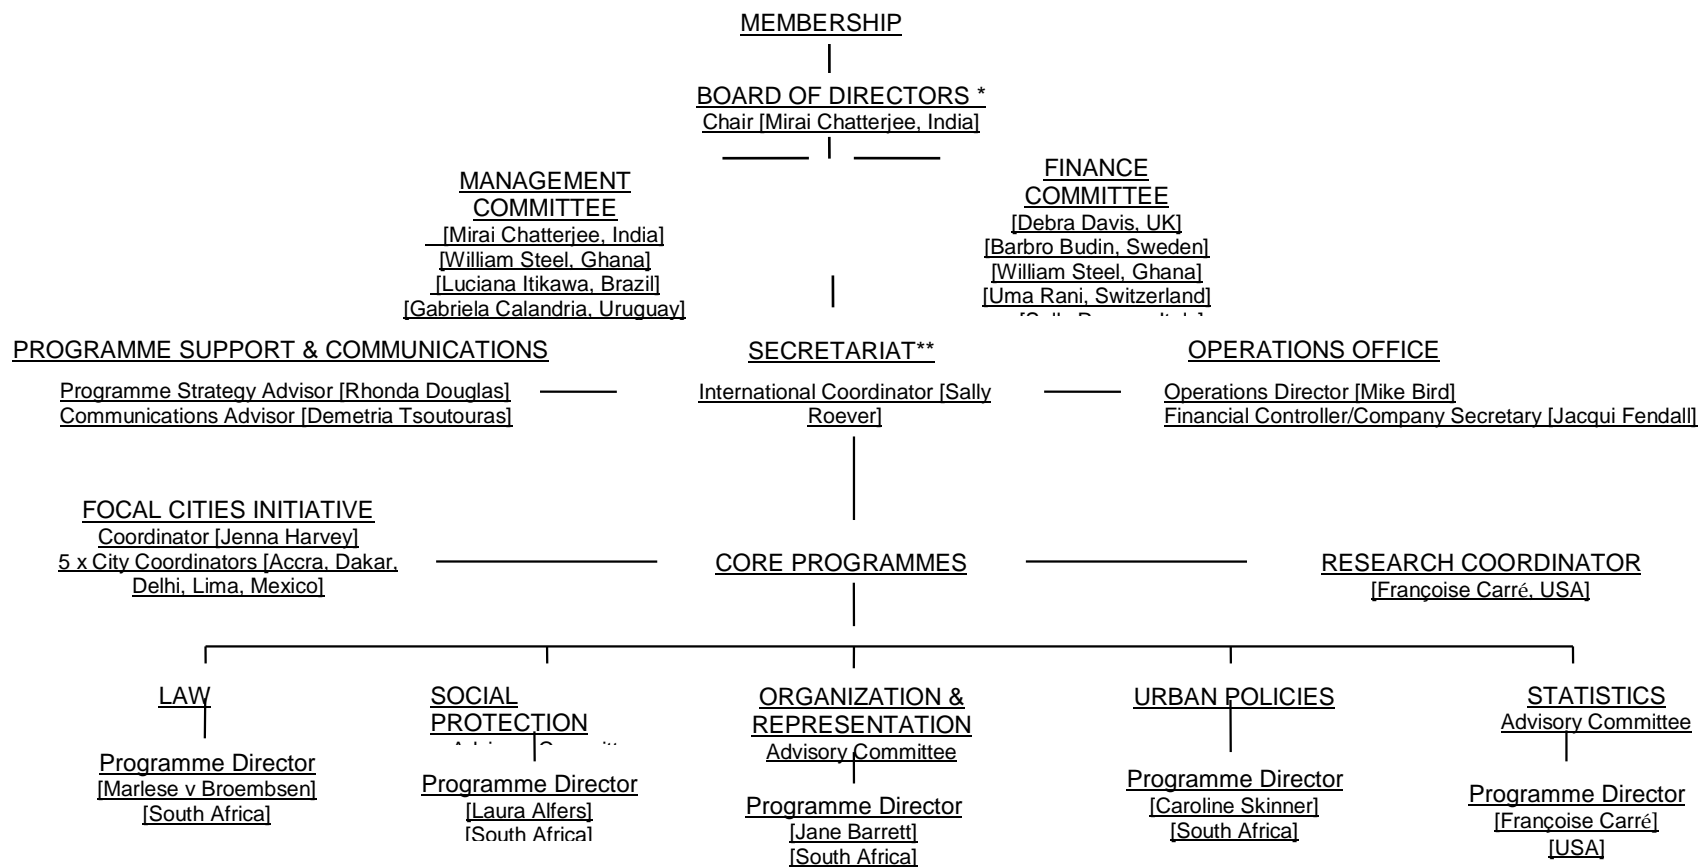 MEMBERSHIP
BOARD OF DIRECTORS *
Chair [Mirai Chatterjee, India]
MANAGEMENT
COMMITTEE
[Mirai Chatterjee, India]
[William Steel, Ghana]
[Luciana Itikawa, Brazil]
[Gabriela Calandria, Uruguay]
FINANCE
COMMITTEE
[Debra Davis, UK]
[Barbro Budin, Sweden]
[William Steel, Ghana]
[Uma Rani, Switzerland]
PROGRAMME SUPPORT & COMMUNICATIONS
Programme Strategy Advisor [Rhonda Douglas]
Communications Advisor [Demetria Tsoutouras]
SECRETARIAT**
International Coordinator [Sally
Roever]
OPERATIONS OFFICE
Operations Director [Mike Bird]
Financial Controller/Company Secretary [Jacqui Fendall]
FOCAL CITIES INITIATIVE
Coordinator [Jenna Harvey]
5 x City Coordinators [Accra, Dakar,
Delhi, Lima, Mexico]
CORE PROGRAMMES
RESEARCH COORDINATOR
[Françoise Carré, USA]
LAW
Programme Director
[Marlese v Broembsen]
[South Africa]
SOCIAL
PROTECTION
Programme Director
[Laura Alfers]
[South Africa]
ORGANIZATION &
REPRESENTATION
Advisory Committee
Programme Director
[Jane Barrett]
[South Africa]
URBAN POLICIES
Programme Director
[Caroline Skinner]
[South Africa]
STATISTICS
Advisory Committee
Programme Director
[Françoise Carré]
[USA]